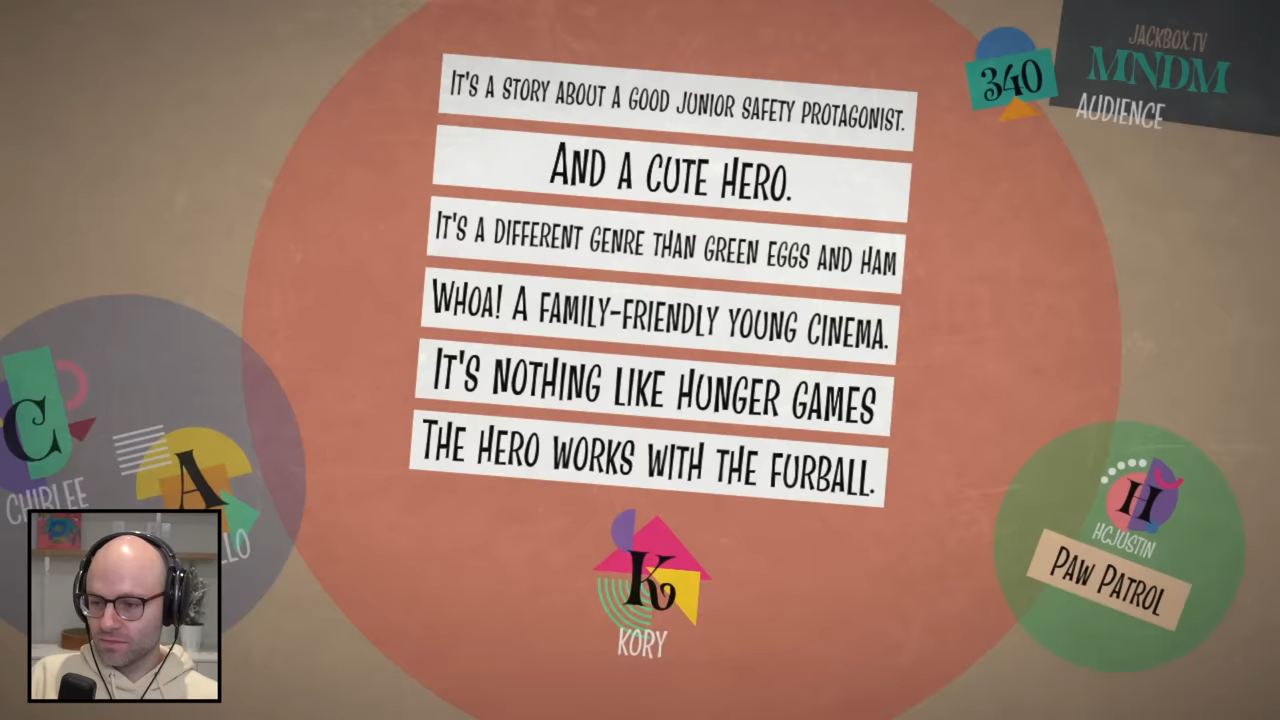 IT'S A STORY ABOUT A GOOD JUNIOR SAFETY PROTAGONIST.
AND A CUTE HERO.
IT'S A DIFFERENT GENRE THAN GREEN EGGS AND HAM
WHOA! A FAMILY-FRIENDLY YOUNG CINEMA.
IT'S NOTHING LIKE HUNGER GAMES
THE HERO WORKS WITH THE FURBALL.
K
KORY
340
JACKBOX.TV
MNDM
AUDIENCE
C
CHIRLEE
A
LLO
H
HCJUSTIN
PAW PATROL